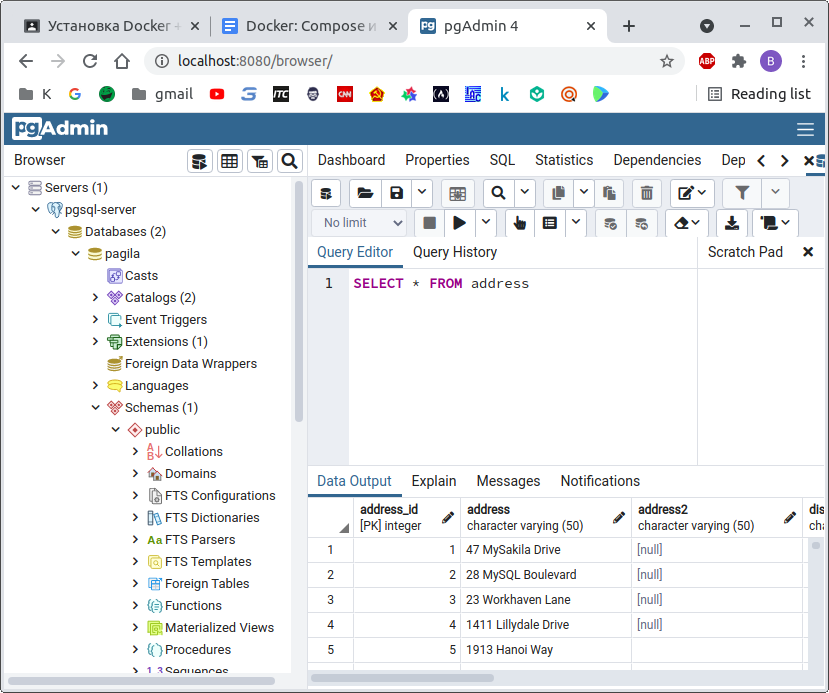 Установка Docker
Docker: Compose и
pgAdmin 4
localhost:8080/browser/
ABP
B
K
G
gmail
ITC
CNN
(A)
k
Reading list
pgAdmin
Browser
Dashboard Properties SQL Statistics Dependencies Dep
Servers (1)
pgsql-server
Databases (2)
pagila
Casts
Catalogs (2)
Event Triggers
Extensions (1)
Foreign Data Wrappers
Languages
Schemas (1)
public
Collations
Domains
FTS Configurations
FTS Dictionaries
Aa FTS Parsers
FTS Templates
Foreign Tables
Functions
Materialized Views
Procedures
1..3 Sequences
No limit
Query Editor Query History
Scratch Pad
1 SELECT * FROM address
Data Output Explain Messages Notifications
address_id address address2 dis
[PK] integer character varying (50) character varying (50) cha
1 1 47 MySakila Drive [null]
2 2 28 MySQL Boulevard [null]
3 3 23 Workhaven Lane [null]
4 4 1411 Lillydale Drive [null]
5 5 1913 Hanoi Way